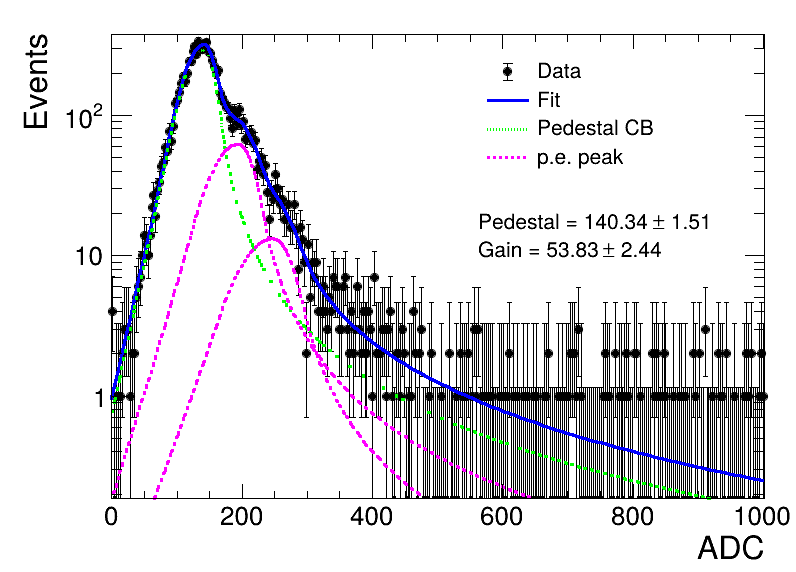 Events
10²
10
1
Data
Fit
Pedestal CB
p.e. peak
Pedestal = 140.34 ± 1.51
Gain = 53.83 ± 2.44
0 200 400 600 800 1000
ADC